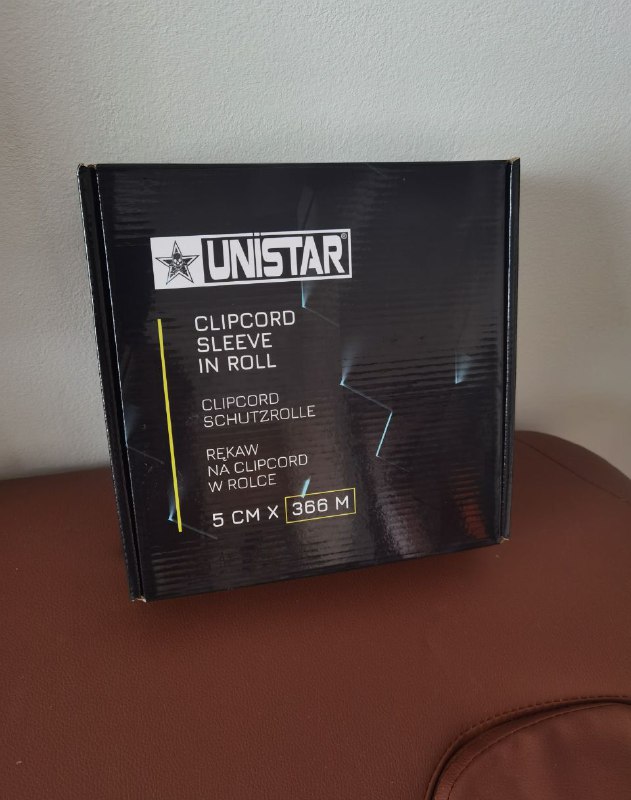 UNISTAR®
CLIPCORD
SLEEVE
IN ROLL
CLIPCORD
SCHUTZROLLE
RĘKAW
NA CLIPCORD
W ROLCE
5 CM X 366 M